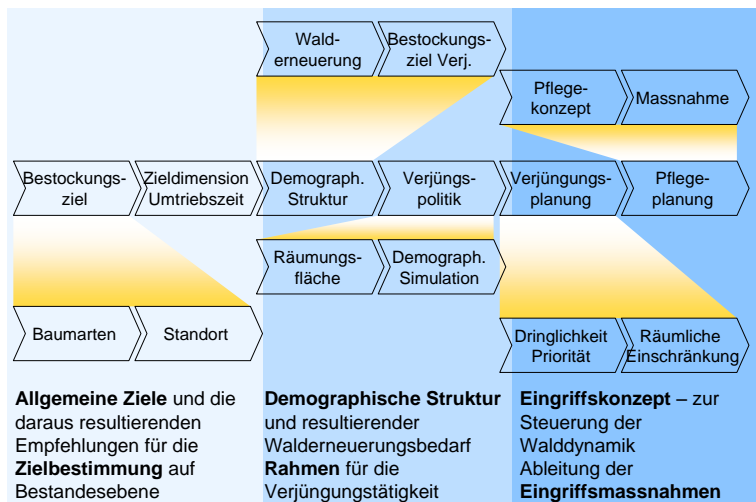 Wald-
erneuerung
Bestockungs-
ziel Verj.
Pflege-
konzept
Massnahme
Bestockungs-
ziel
Zieldimension
Umtriebszeit
Demograph.
Struktur
Verjüngs-
politik
Verjüngungs-
planung
Pflege-
planung
Räumungs-
fläche
Demograph.
Simulation
Baumarten
Standort
Dringlichkeit
Priorität
Räumliche
Einschränkung
Allgemeine Ziele und die
daraus resultierenden
Empfehlungen für die
Zielbestimmung auf
Bestandesebene
Demographische Struktur
und resultierender
Walderneuerungsbedarf
Rahmen für die
Verjüngungstätigkeit
Eingriffskonzept – zur
Steuerung der
Walddynamik
Ableitung der
Eingriffsmassnahmen